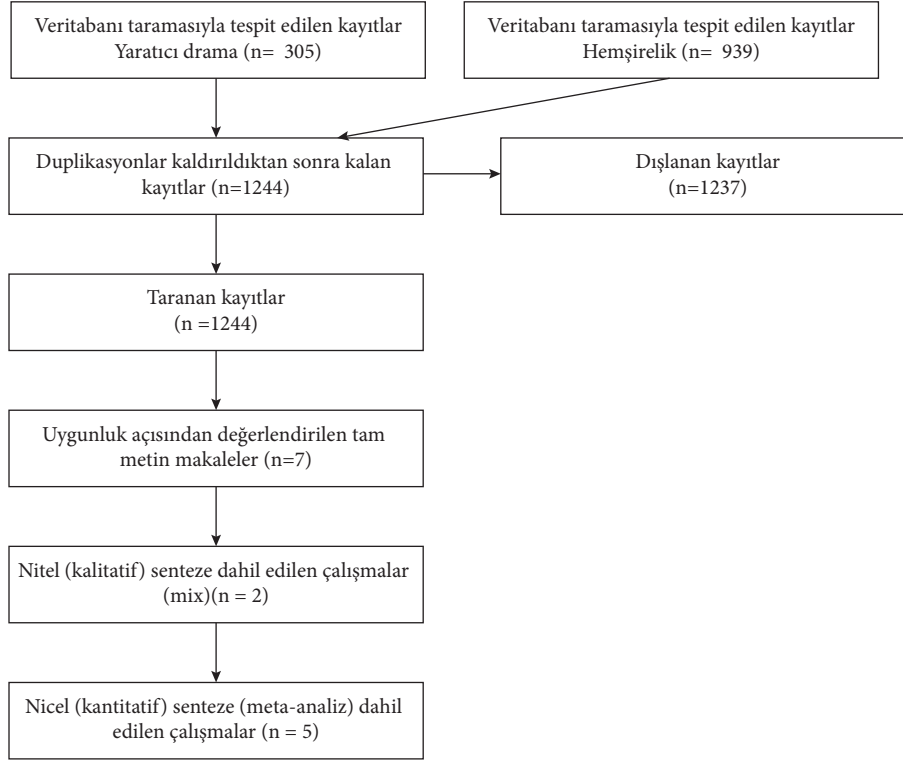 Veritabanı taramasıyla tespit edilen kayıtlar
Yaratıcı drama (n= 305)
Veritabanı taramasıyla tespit edilen kayıtlar
Hemşirelik (n= 939)
Duplikasyonlar kaldırıldıktan sonra kalan
kayıtlar (n=1244)
Dışlanan kayıtlar
(n=1237)
Taranan kayıtlar
(n =1244)
Uygunluk açısından değerlendirilen tam
metin makaleler (n=7)
Nitel (kalitatif) senteze dahil edilen çalışmalar
(mix)(n = 2)
Nicel (kantitatif) senteze (meta-analiz) dahil
edilen çalışmalar (n = 5)